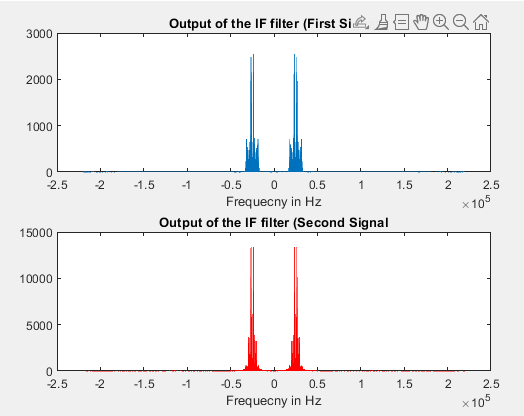 Output of the IF filter (First Si
3000
2000
1000
0
-2.5 -2 -1.5 -1 -0.5 0 0.5 1 1.5 2 2.5
Frequecny in Hz
×10^5
Output of the IF filter (Second Signal
15000
10000
5000
0
-2.5 -2 -1.5 -1 -0.5 0 0.5 1 1.5 2 2.5
Frequecny in Hz
×10^5